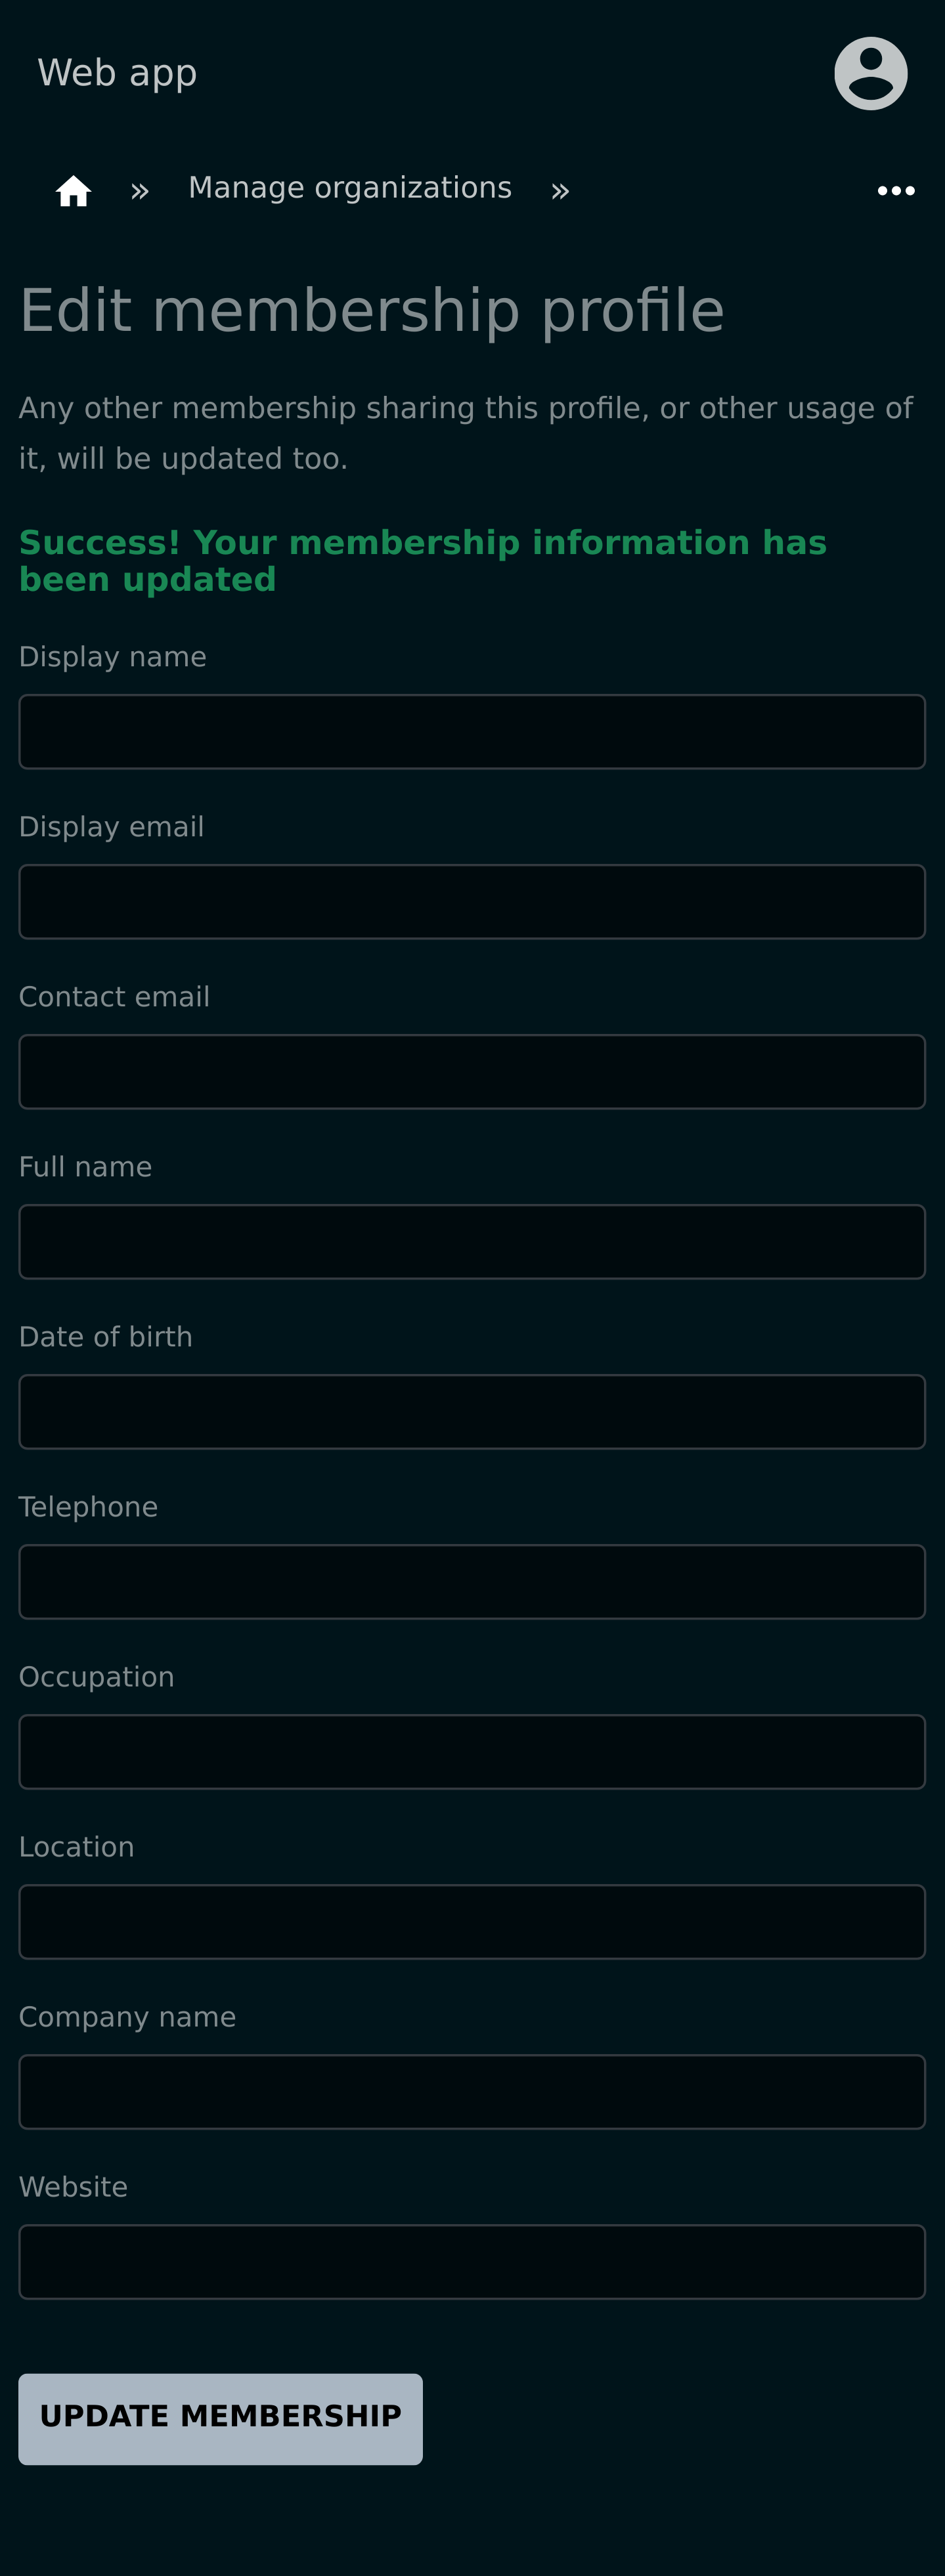 Web app
» Manage organizations »
Edit membership profile
Any other membership sharing this profile, or other usage of
it, will be updated too.
Success! Your membership information has
been updated
Display name
Display email
Contact email
Full name
Date of birth
Telephone
Occupation
Location
Company name
Website
UPDATE MEMBERSHIP